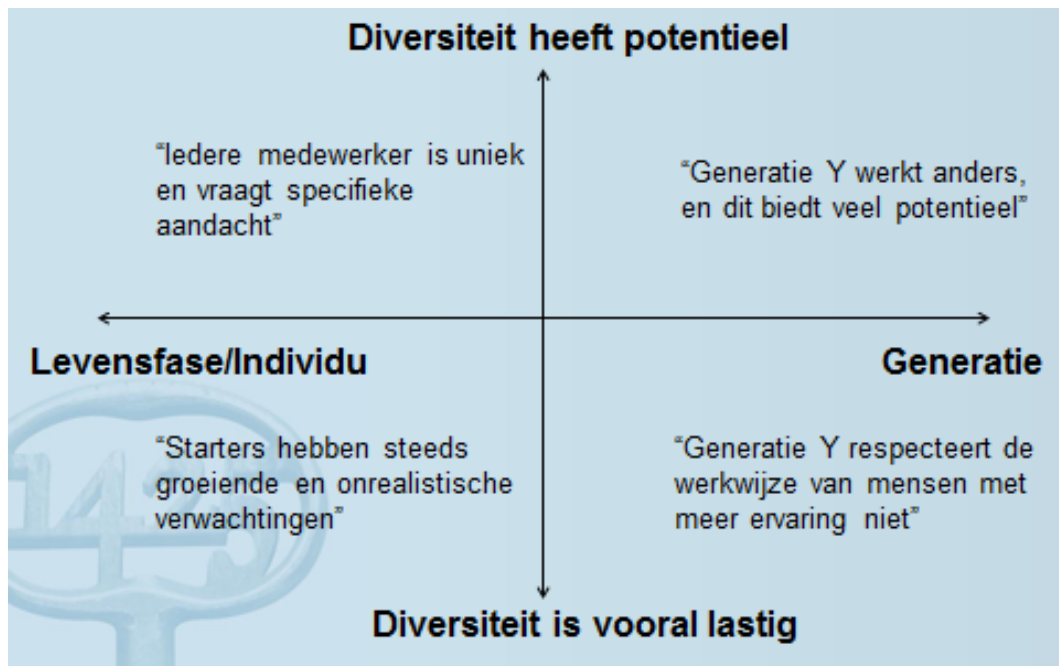 Diversiteit heeft potentieel
“Iedere medewerker is uniek
en vraagt specifieke
aandacht”
“Generatie Y werkt anders,
en dit biedt veel potentieel”
Levensfase/Individu
Generatie
“Starters hebben steeds
groeiende en onrealistische
verwachtingen”
“Generatie Y respecteert de
werkwijze van mensen met
meer ervaring niet”
1425
Diversiteit is vooral lastig